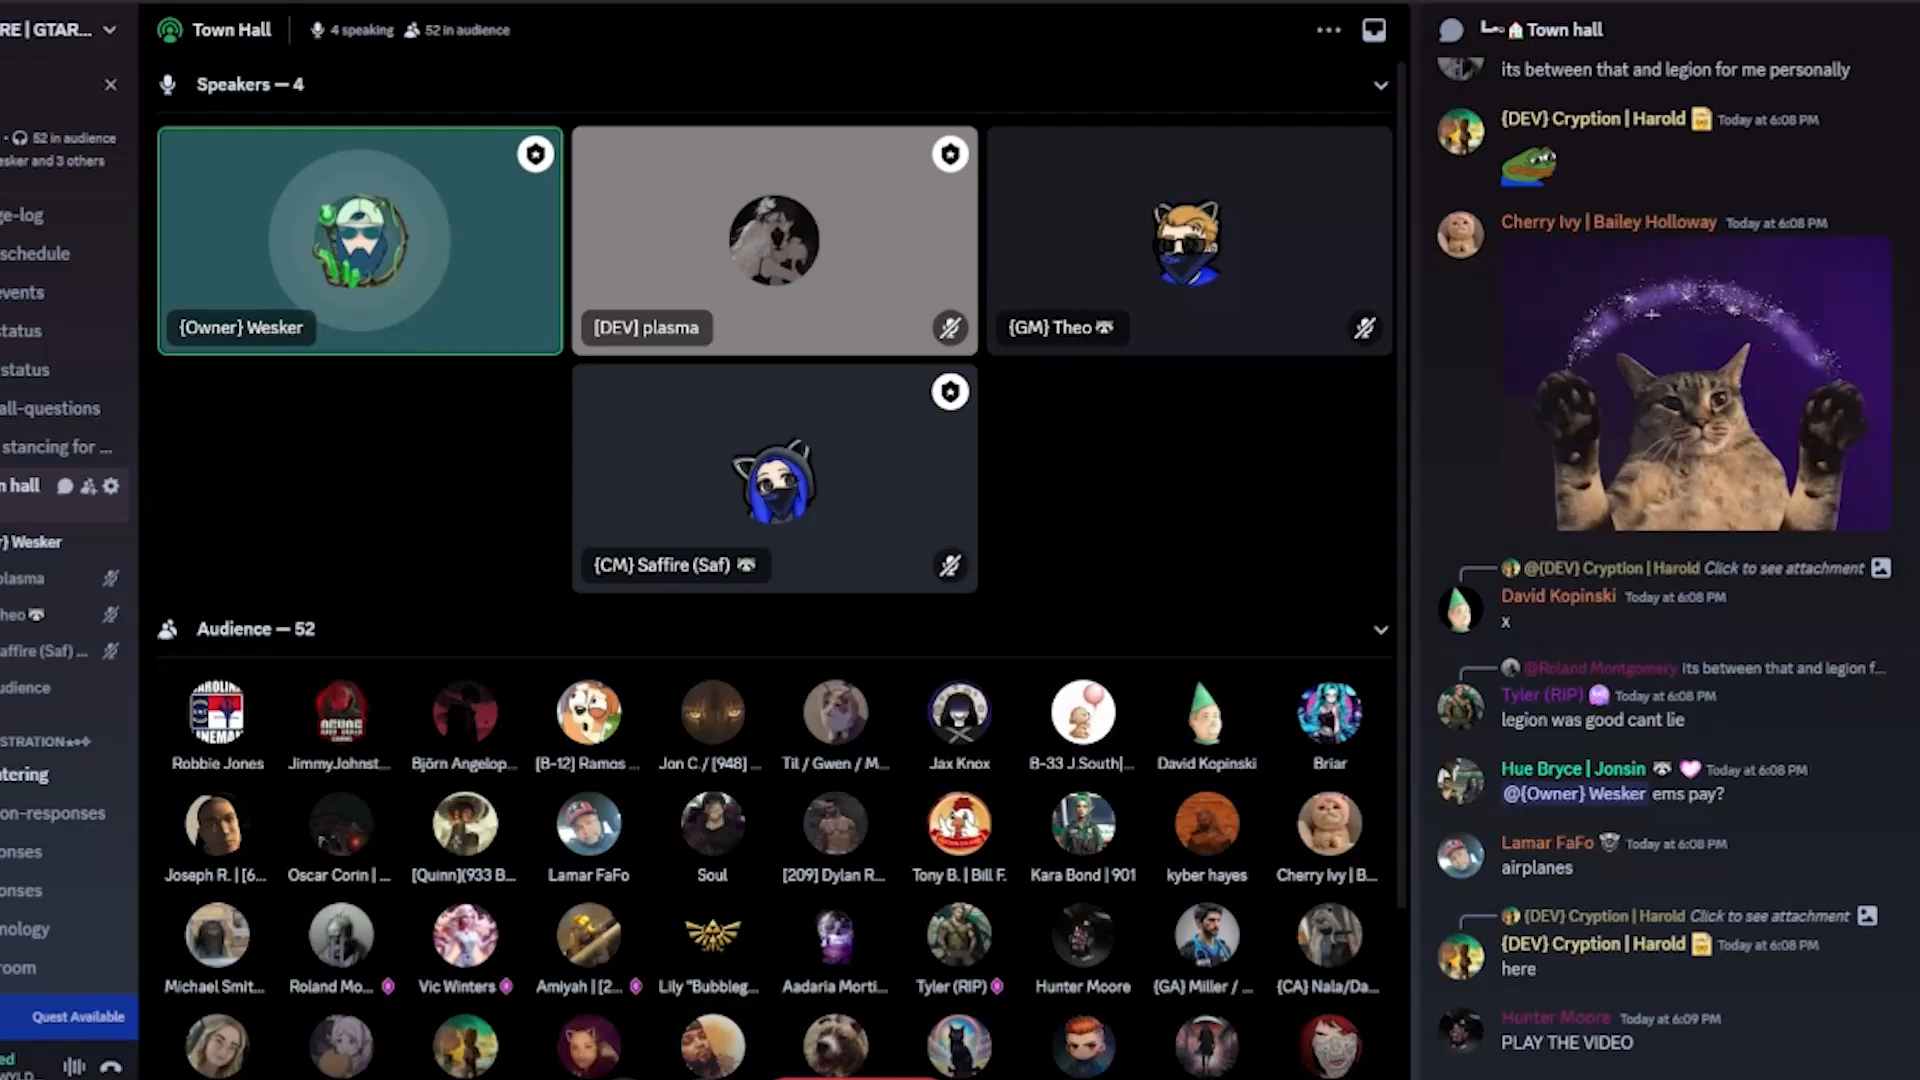 RE | GTAR...
52 in audience
esker and 3 others
ge-log
schedule
events
tatus
status
all-questions
stancing for ...
n hall
r} Wesker
plasma
heo
affire (Saf) ...
udience
STRATION
tering
on-responses
onses
onses
nology
room
Quest Available
ed
Town Hall
4 speaking
52 in audience
Speakers — 4
{Owner} Wesker
[DEV] plasma
{GM} Theo
{CM} Saffire (Saf)
Audience — 52
Robbie Jones
JimmyJohnst...
Björn Angelop...
[B-12] Ramos ...
Jon C./ [948] ...
Til / Gwen / M...
Jax Knox
B-33 J.South|...
David Kopinski
Briar
Joseph R. | [6...
Oscar Corin | ...
[Quinn](933 B...
Lamar FaFo
Soul
[209] Dylan R...
Tony B. | Bill F.
Kara Bond | 901
kyber hayes
Cherry Ivy | B...
Michael Smit...
Roland Mo...
Vic Winters
Amiyah | [2...
Lily "Bubbleg...
Aadaria Morti...
Tyler (RIP)
Hunter Moore
{GA} Miller / ...
{CA} Nala/Da...
Town hall
its between that and legion for me personally
{DEV} Cryption | Harold Today at 6:08 PM
Cherry Ivy | Bailey Holloway Today at 6:08 PM
@{DEV} Cryption | Harold Click to see attachment
David Kopinski Today at 6:08 PM
x
@Roland Montgomery its between that and legion f...
Tyler (RIP) Today at 6:08 PM
legion was good cant lie
Hue Bryce | Jonsin Today at 6:08 PM
@{Owner} Wesker ems pay?
Lamar FaFo Today at 6:08 PM
airplanes
{DEV} Cryption | Harold Click to see attachment
{DEV} Cryption | Harold Today at 6:08 PM
here
Hunter Moore Today at 6:09 PM
PLAY THE VIDEO